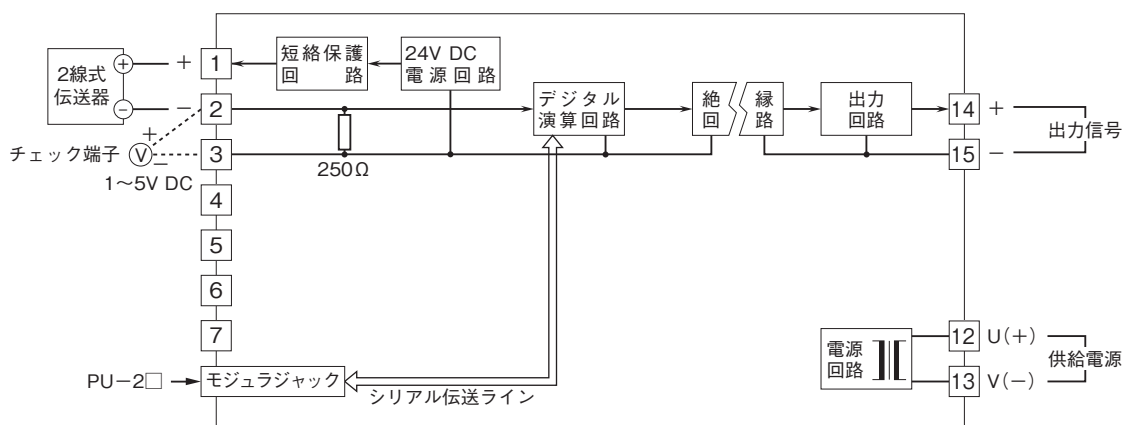 2線式
伝送器
+
−
+
−
1
短絡保護
回路
24V DC
電源回路
2
+
−
チェック端子
V
1～5V DC
3
250Ω
デジタル
演算回路
絶縁
回路
出力
回路
14
+
15
−
出力信号
4
5
6
7
PU−2□
モジュラジャック
シリアル伝送ライン
電源
回路
12
U(+)
13
V(−)
供給電源